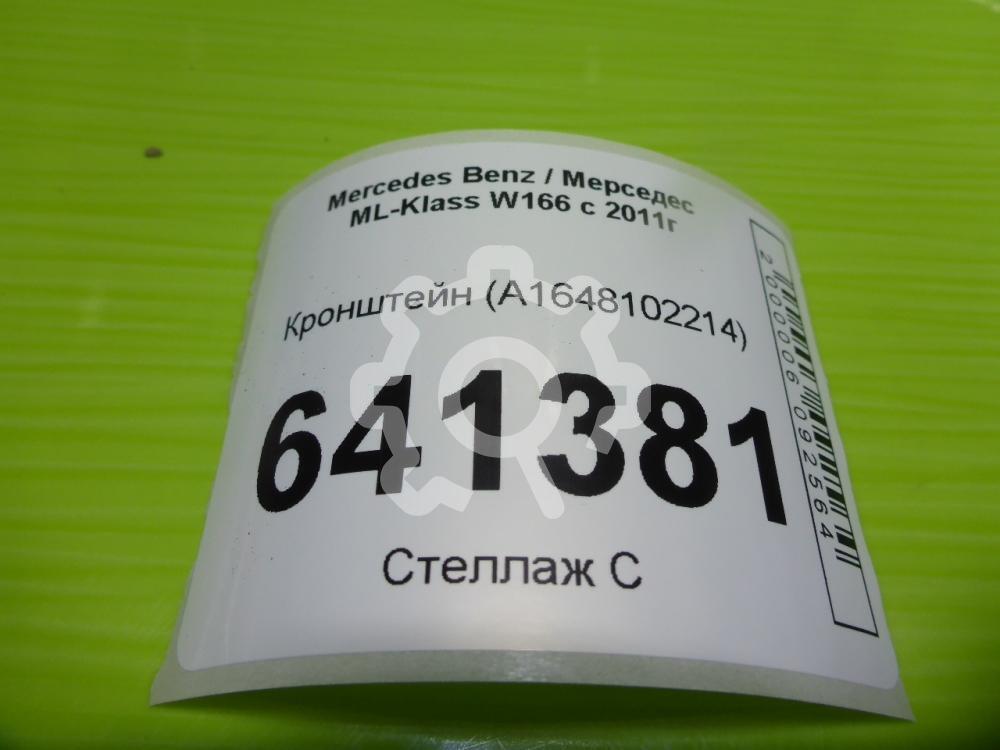 Mercedes Benz / Мерседес
ML-Klass W166 с 2011г
Кронштейн (A1648102214)
641381
Стеллаж С
2000006092564